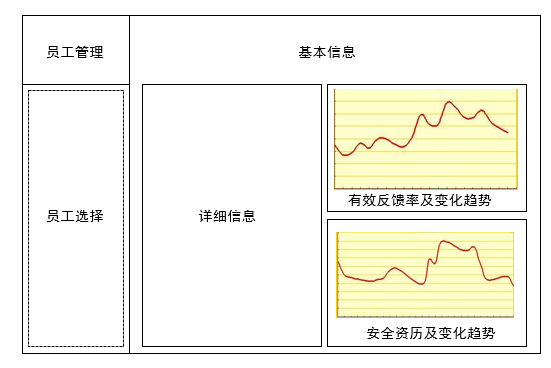 员工管理
基本信息
员工选择
详细信息
有效反馈率及变化趋势
安全资历及变化趋势